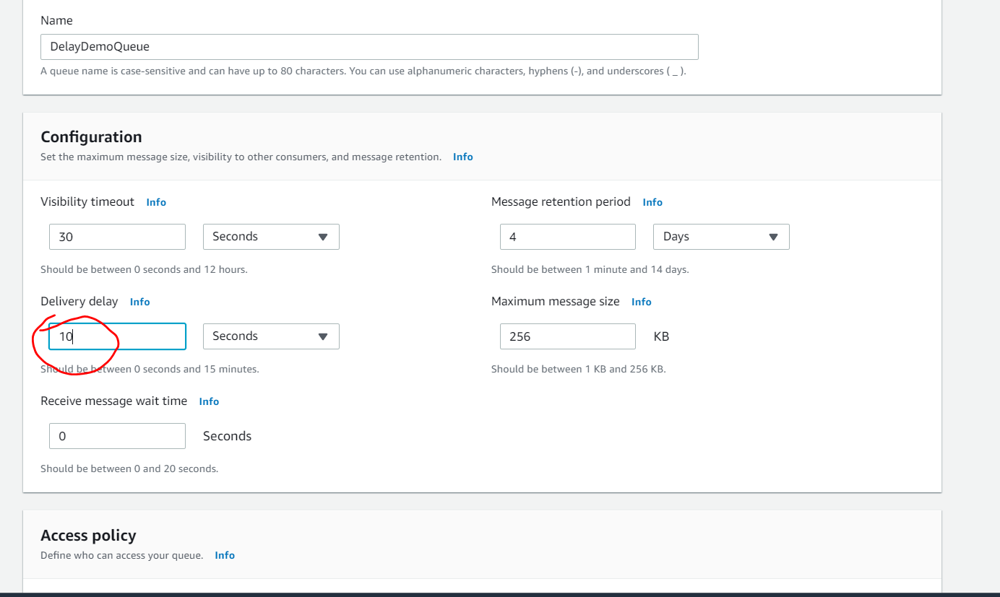 Name
DelayDemoQueue
A queue name is case-sensitive and can have up to 80 characters. You can use alphanumeric characters, hyphens (-), and underscores ( _ ).
Configuration
Set the maximum message size, visibility to other consumers, and message retention. Info
Visibility timeout Info
30 Seconds
Should be between 0 seconds and 12 hours.
Message retention period Info
4 Days
Should be between 1 minute and 14 days.
Delivery delay Info
10 Seconds
Should be between 0 seconds and 15 minutes.
Maximum message size Info
256 KB
Should be between 1 KB and 256 KB.
Receive message wait time Info
0 Seconds
Should be between 0 and 20 seconds.
Access policy
Define who can access your queue. Info